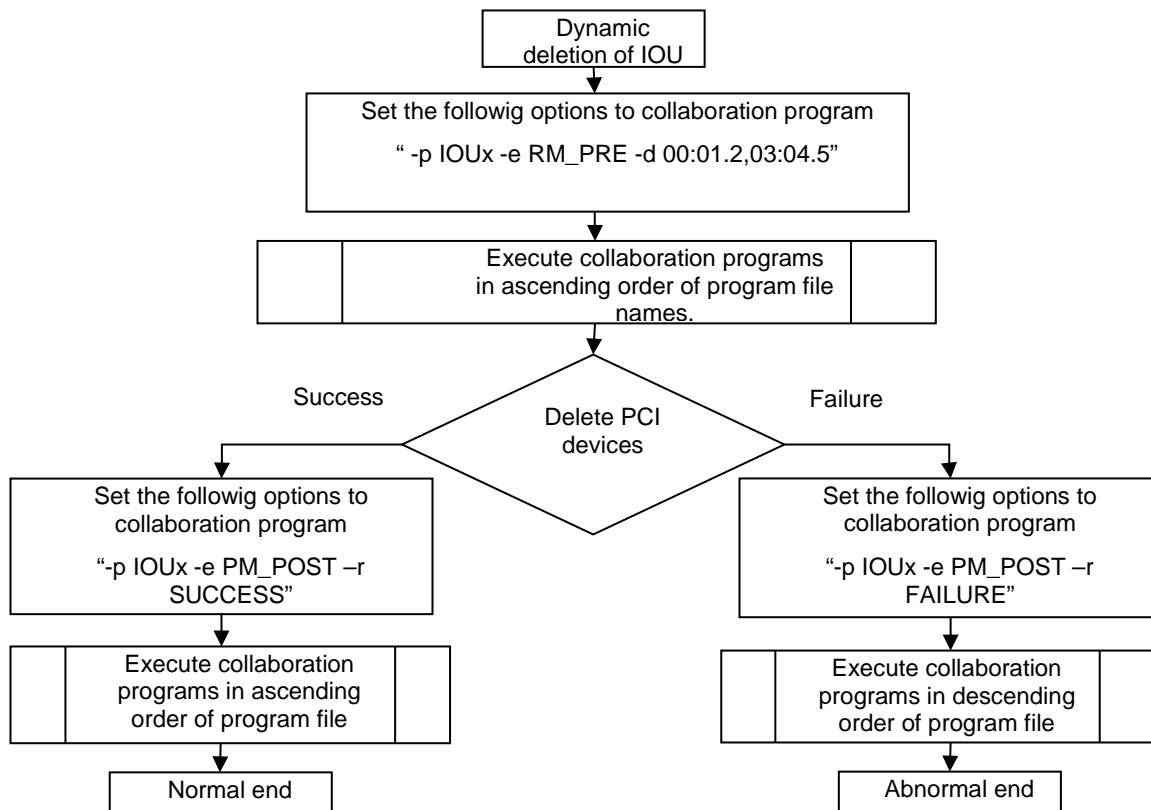 Dynamic
deletion of IOU
Set the followig options to collaboration program
“ -p IOUx -e RM_PRE -d 00:01.2,03:04.5”
Execute collaboration programs
in ascending order of program file
names.
Success
Failure
Delete PCI
devices
Set the followig options to
collaboration program
“-p IOUx -e PM_POST –r
SUCCESS”
Set the followig options to
collaboration program
“-p IOUx -e PM_POST –r
FAILURE”
Execute collaboration
programs in ascending
order of program file
Execute collaboration
programs in descending
order of program file
Normal end
Abnormal end